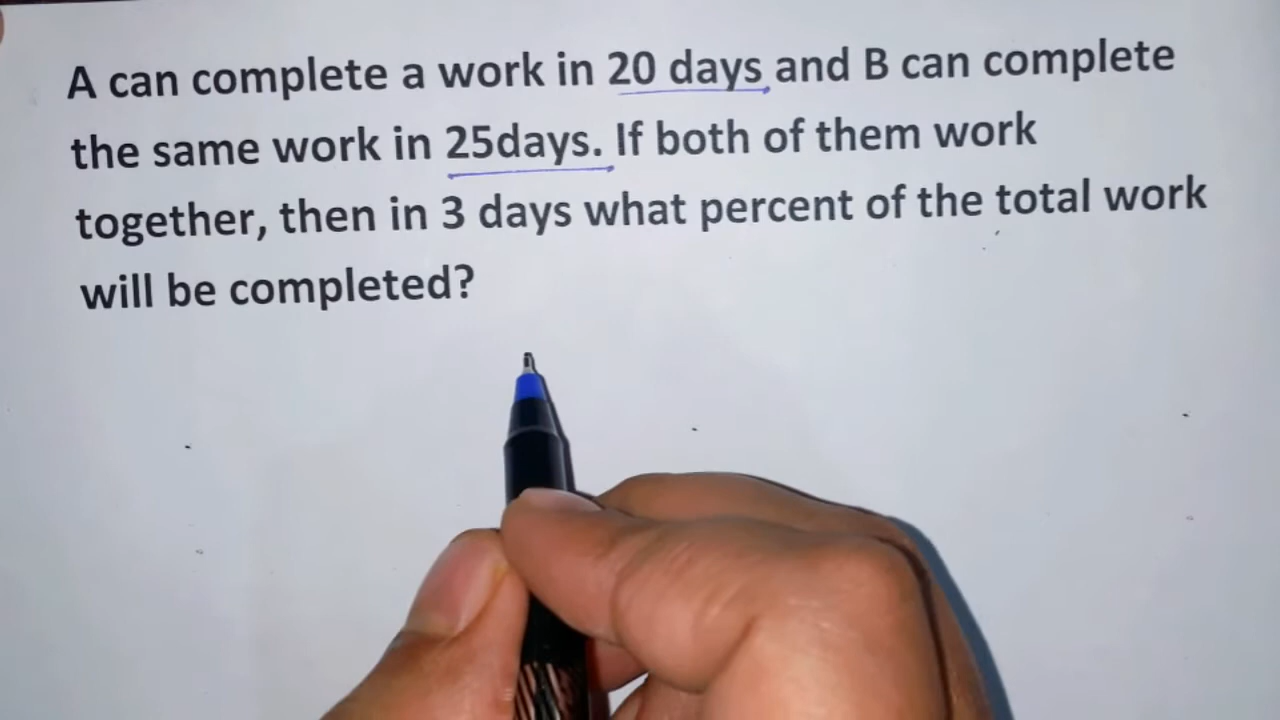 A can complete a work in 20 days and B can complete
the same work in 25days. If both of them work
together, then in 3 days what percent of the total work
will be completed?